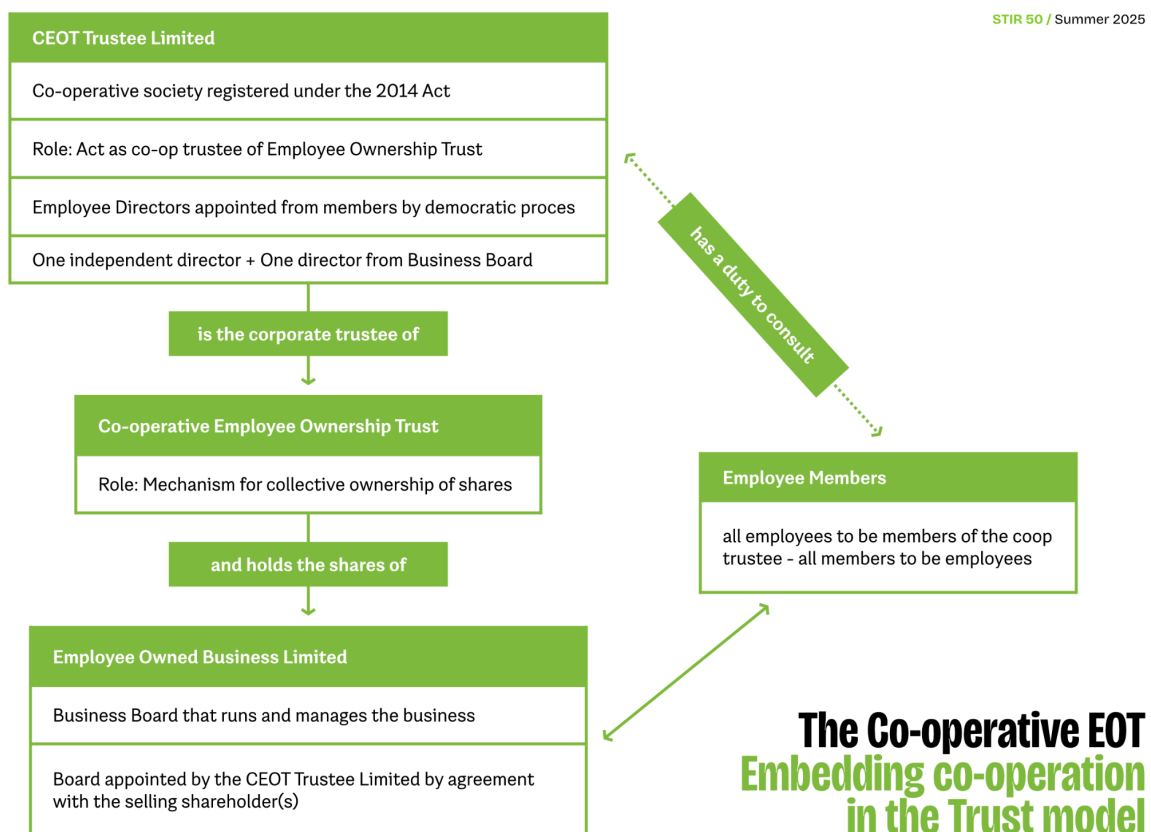 STIR 50 / Summer 2025
CEOT Trustee Limited
Co-operative society registered under the 2014 Act
Role: Act as co-op trustee of Employee Ownership Trust
Employee Directors appointed from members by democratic proces
One independent director + One director from Business Board
has a duty to consult
is the corporate trustee of
Co-operative Employee Ownership Trust
Role: Mechanism for collective ownership of shares
and holds the shares of
Employee Members
all employees to be members of the coop
trustee - all members to be employees
Employee Owned Business Limited
Business Board that runs and manages the business
Board appointed by the CEOT Trustee Limited by agreement
with the selling shareholder(s)
The Co-operative EOT
Embedding co-operation
in the Trust model